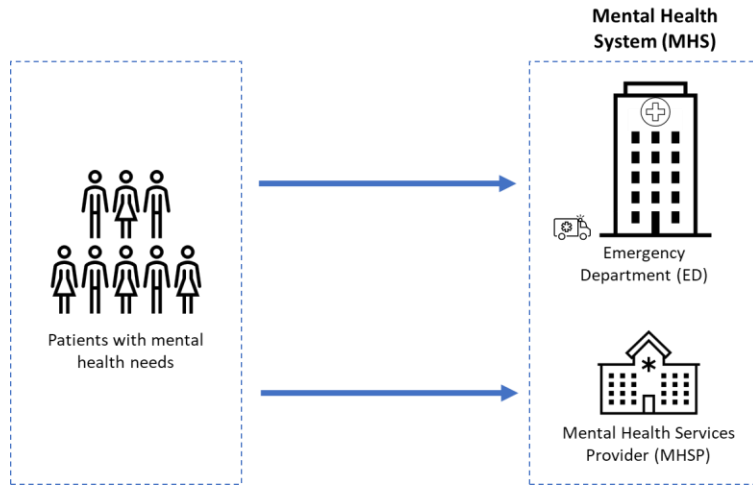 Mental Health
System (MHS)
Patients with mental
health needs
Emergency
Department (ED)
Mental Health Services
Provider (MHSP)